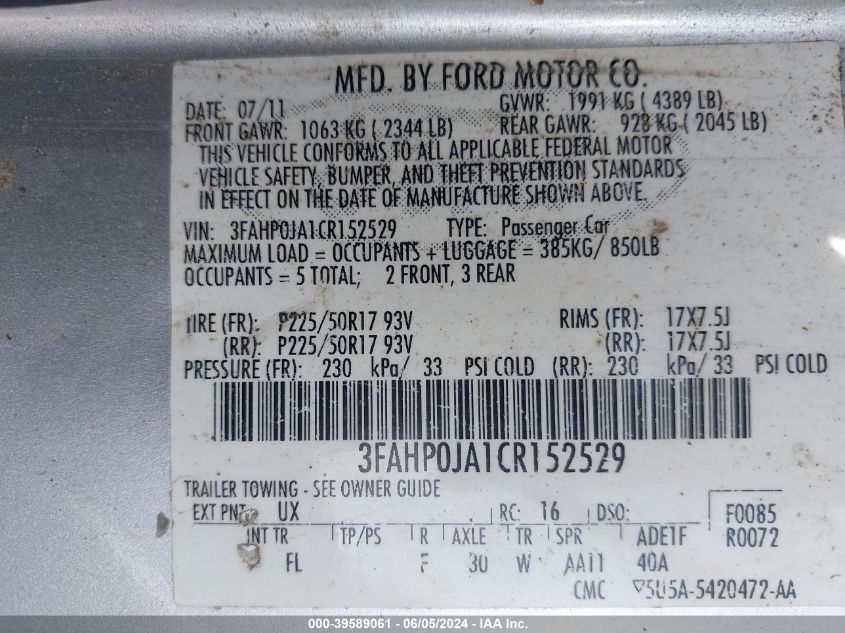 MFD. BY FORD MOTOR CO.
DATE: 07/11 GVWR: 1991 KG ( 4389 LB)
FRONT GAWR: 1063 KG ( 2344 LB) REAR GAWR: 928 KG ( 2045 LB)
THIS VEHICLE CONFORMS TO ALL APPLICABLE FEDERAL MOTOR
VEHICLE SAFETY, BUMPER, AND THEFT PREVENTION STANDARDS
IN EFFECT ON THE DATE OF MANUFACTURE SHOWN ABOVE.
VIN: 3FAHP0JA1CR152529 TYPE: Passenger Car
MAXIMUM LOAD = OCCUPANTS + LUGGAGE = 385KG/ 850LB
OCCUPANTS = 5 TOTAL; 2 FRONT, 3 REAR
TIRE (FR): P225/50R17 93V RIMS (FR): 17X7.5J
(RR): P225/50R17 93V (RR): 17X7.5J
PRESSURE (FR): 230 kPa/ 33 PSI COLD (RR): 230 kPa/ 33 PSI COLD
3FAHP0JA1CR152529
TRAILER TOWING - SEE OWNER GUIDE
EXT PNT: UX RC: 16 DSO: F0085
INT TR TP/PS R AXLE TR SPR ADE1F R0072
FL F 30 W AA11 40A
CMC 5U5A-5420472-AA
000-39589061 - 06/05/2024 - IAA Inc.